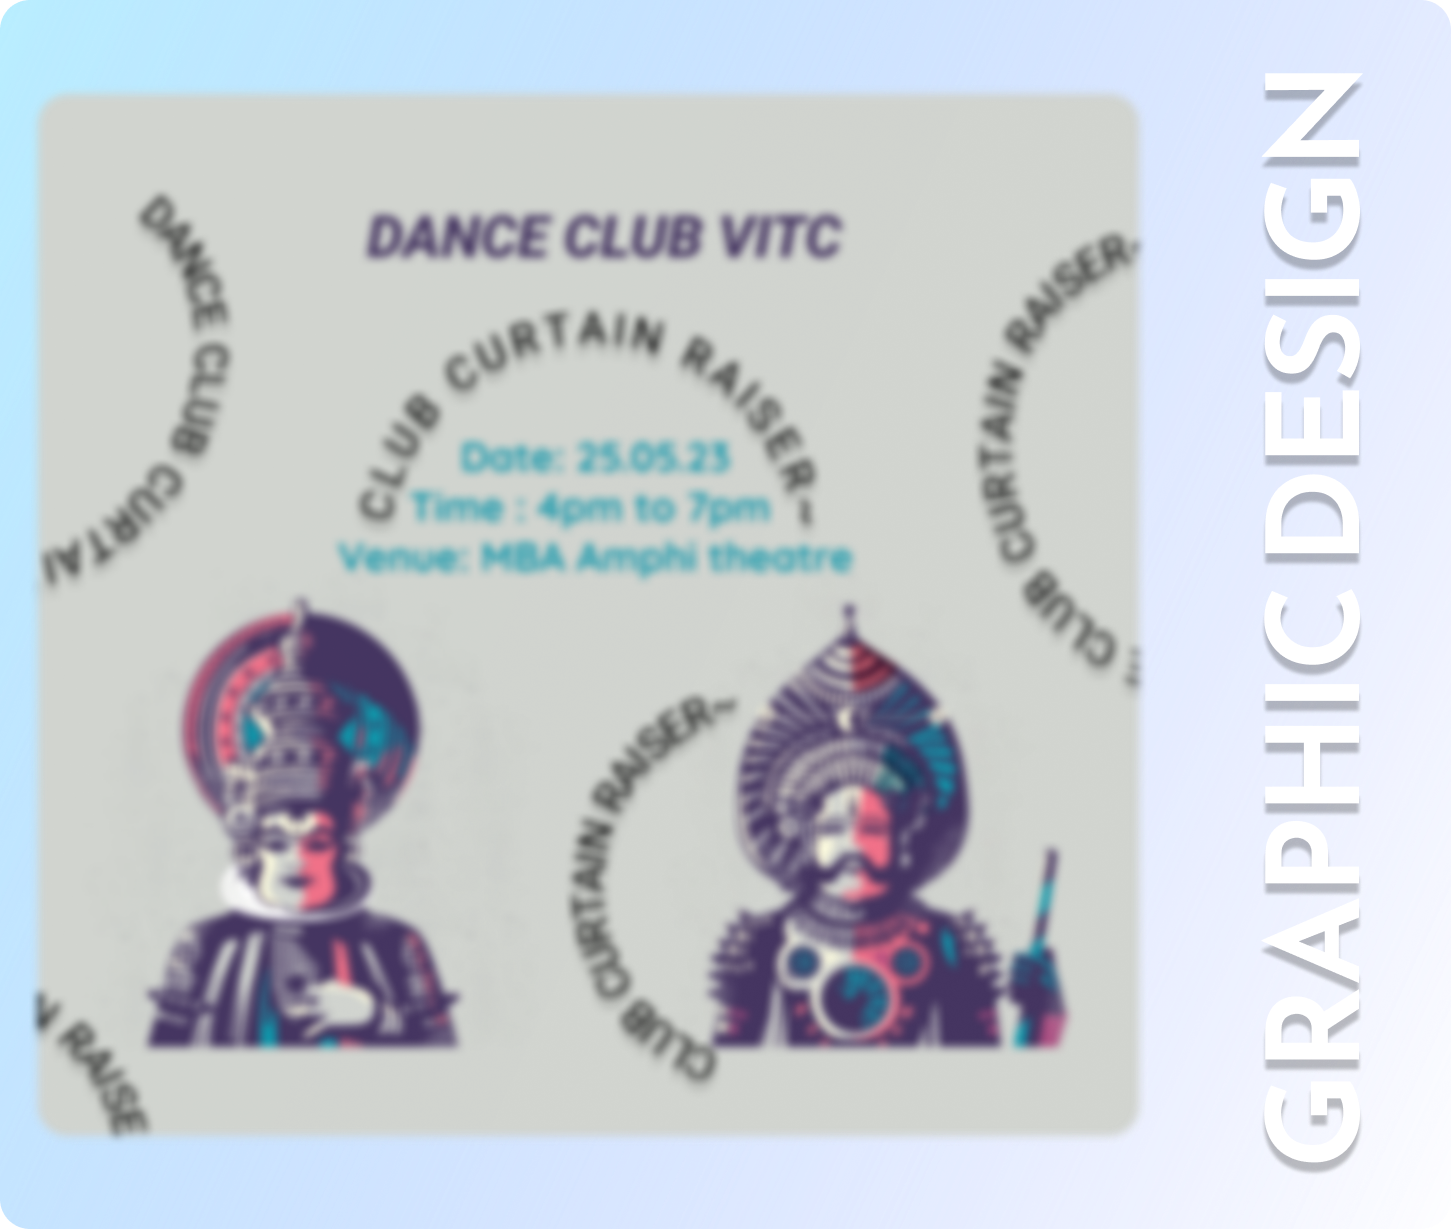 DANCE CLUB VITC
DANCE CLUB CURTAI
CLUB CURTAIN RAISER~
CLUB CURTAIN RAISER-
Date: 25.05.23
Time : 4pm to 7pm
Venue: MBA Amphi theatre
CLUB CURTAIN RAISER~
N RAISE
GRAPHIC DESIGN